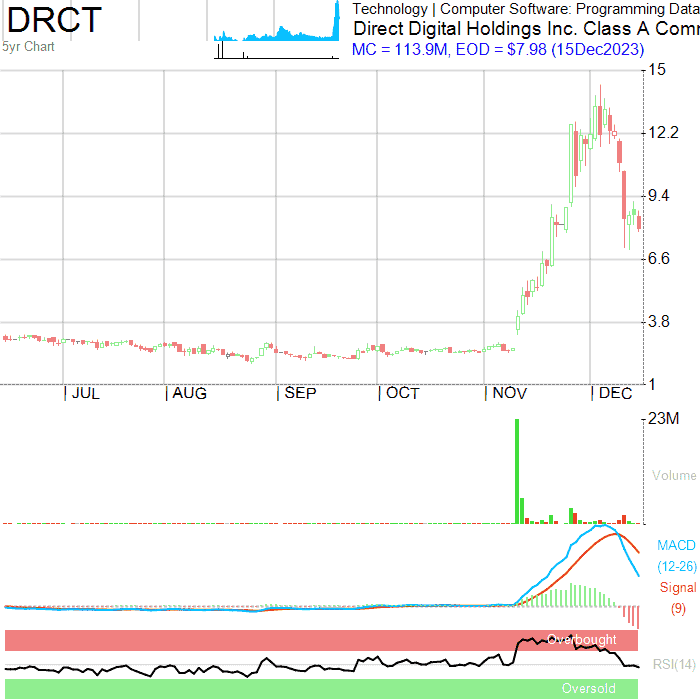 DRCT
5yr Chart
Technology | Computer Software: Programming Data
Direct Digital Holdings Inc. Class A Comm
MC = 113.9M, EOD = $7.98 (15Dec2023)
15
12.2
9.4
6.6
3.8
1
| JUL | AUG | SEP | OCT | NOV | DEC
23M
Volume
MACD
(12-26)
Signal
(9)
Overbought
RSI(14)
Oversold